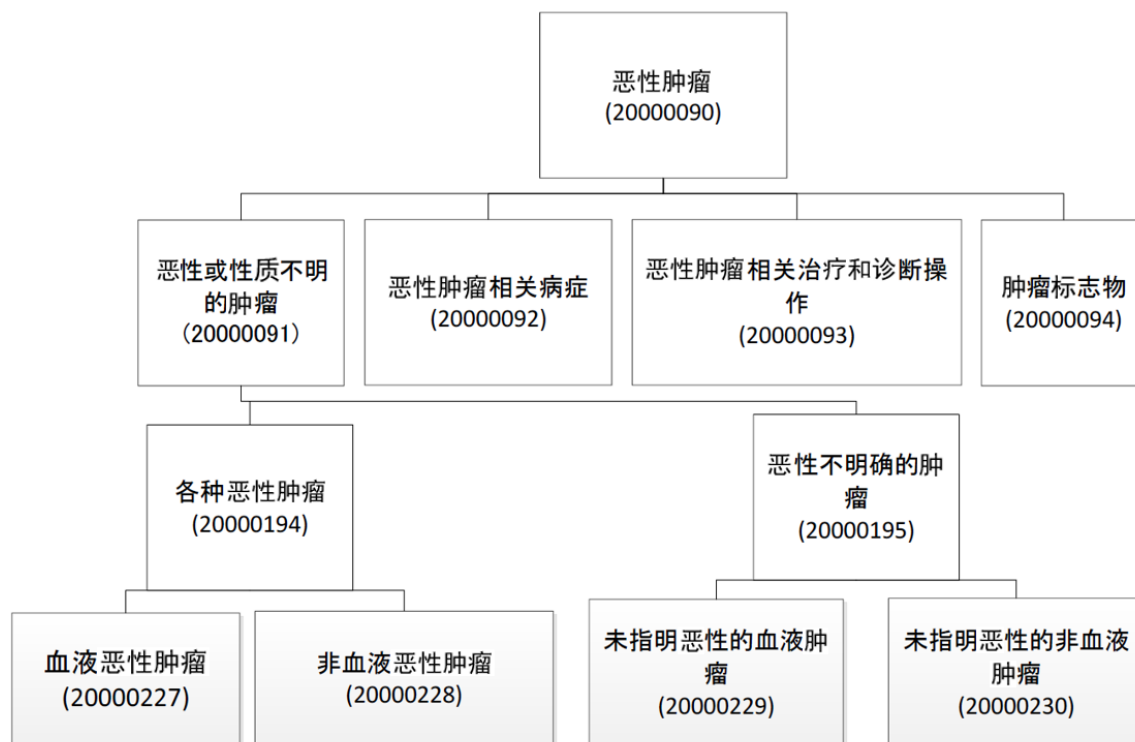 恶性肿瘤
(20000090)
恶性或性质不明
的肿瘤
（20000091）
恶性肿瘤相关病症
(20000092)
恶性肿瘤相关治疗和诊断操
作
(20000093)
肿瘤标志物
(20000094)
各种恶性肿瘤
(20000194)
恶性不明确的肿
瘤
(20000195)
血液恶性肿瘤
(20000227)
非血液恶性肿瘤
(20000228)
未指明恶性的血液肿
瘤
(20000229)
未指明恶性的非血液
肿瘤
(20000230)